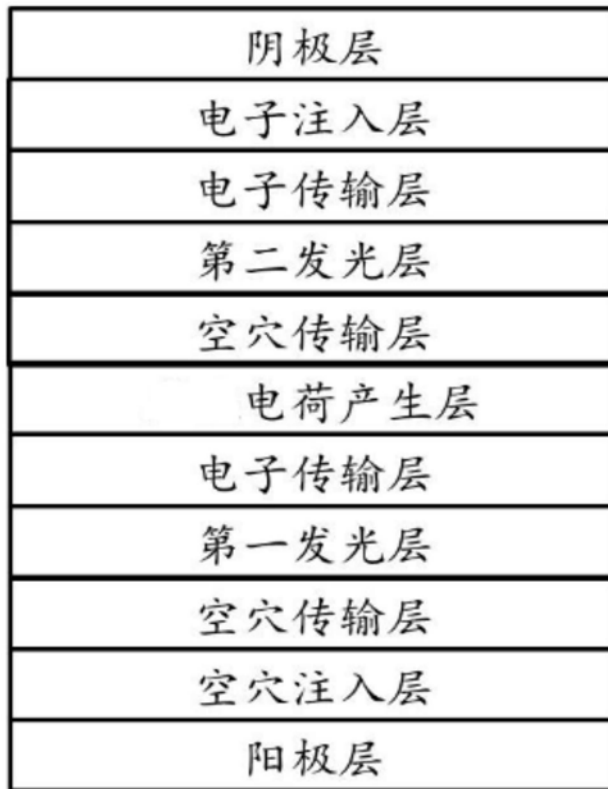 阴极层
电子注入层
电子传输层
第二发光层
空穴传输层
电荷产生层
电子传输层
第一发光层
空穴传输层
空穴注入层
阳极层